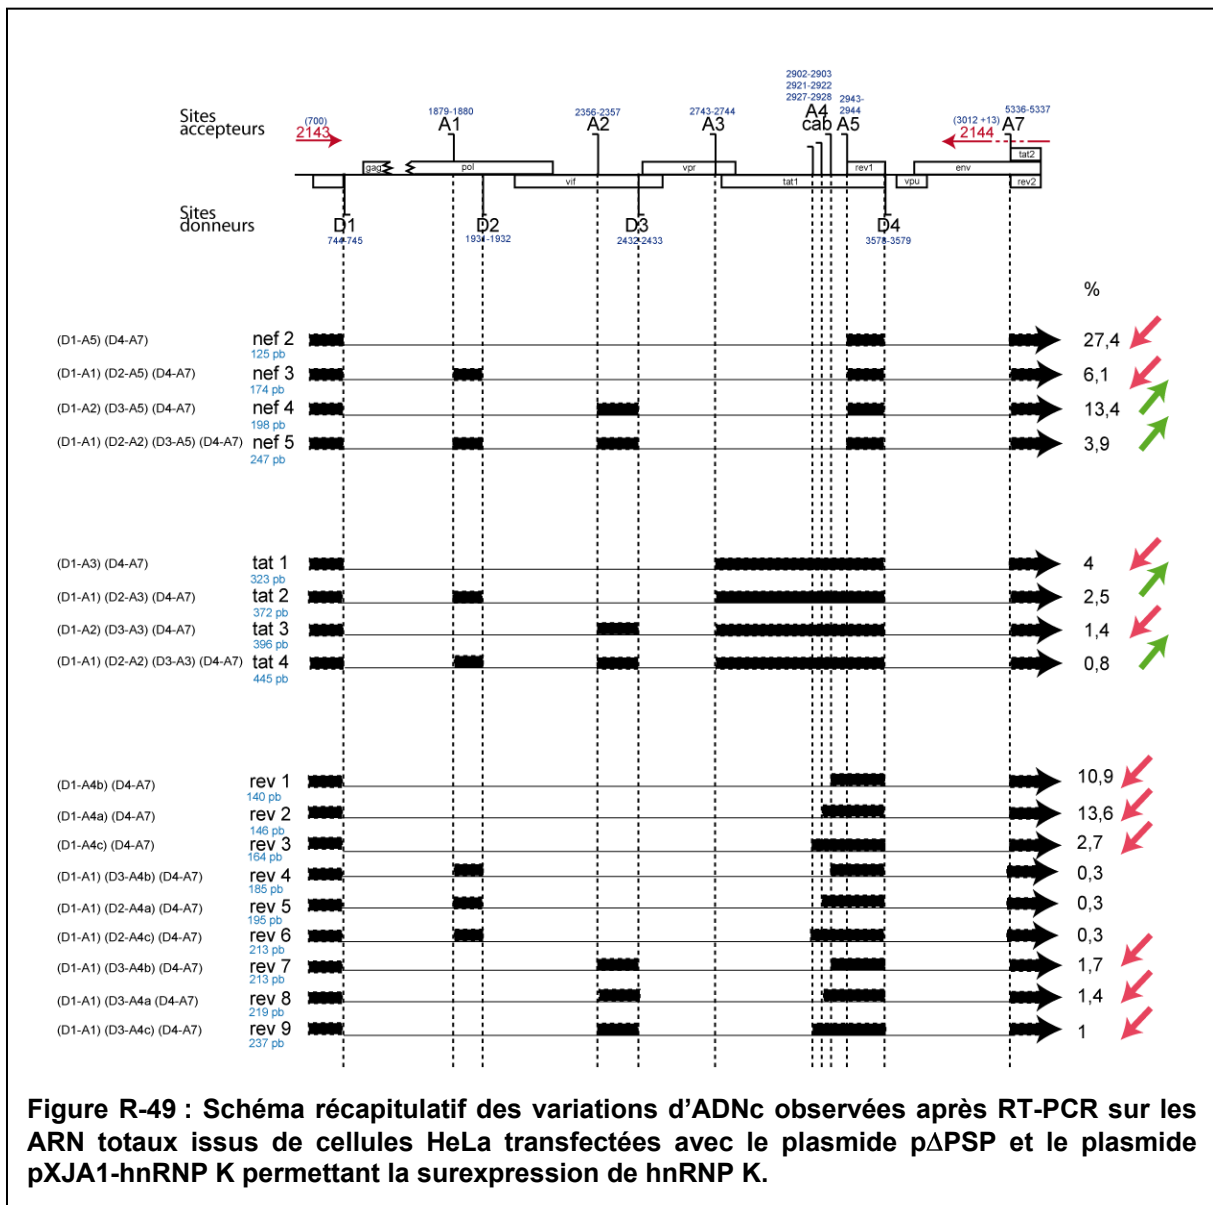 Sites
accepteurs
(700)
2143
1879-1880
A1
2356-2357
A2
2743-2744
A3
2902-2903
2921-2922
2927-2928
A4
cab
2943-
2944
A5
(3012 +13)
2144
5336-5337
A7
gag
pol
vif
vpr
tat1
rev1
vpu
env
tat2
rev2
Sites
donneurs
D1
744-745
D2
1931-1932
D3
2432-2433
D4
3578-3579
%
(D1-A5) (D4-A7) nef 2 27,4
125 pb
(D1-A1) (D2-A5) (D4-A7) nef 3 6,1
174 pb
(D1-A2) (D3-A5) (D4-A7) nef 4 13,4
198 pb
(D1-A1) (D2-A2) (D3-A5) (D4-A7) nef 5 3,9
247 pb
(D1-A3) (D4-A7) tat 1 4
323 pb
(D1-A1) (D2-A3) (D4-A7) tat 2 2,5
372 pb
(D1-A2) (D3-A3) (D4-A7) tat 3 1,4
396 pb
(D1-A1) (D2-A2) (D3-A3) (D4-A7) tat 4 0,8
445 pb
(D1-A4b) (D4-A7) rev 1 10,9
140 pb
(D1-A4a) (D4-A7) rev 2 13,6
146 pb
(D1-A4c) (D4-A7) rev 3 2,7
164 pb
(D1-A1) (D3-A4b) (D4-A7) rev 4 0,3
185 pb
(D1-A1) (D2-A4a) (D4-A7) rev 5 0,3
195 pb
(D1-A1) (D2-A4c) (D4-A7) rev 6 0,3
213 pb
(D1-A1) (D3-A4b) (D4-A7) rev 7 1,7
213 pb
(D1-A1) (D3-A4a (D4-A7) rev 8 1,4
219 pb
(D1-A1) (D3-A4c) (D4-A7) rev 9 1
237 pb
Figure R-49 : Schéma récapitulatif des variations d'ADNc observées après RT-PCR sur les
ARN totaux issus de cellules HeLa transfectées avec le plasmide p∆PSP et le plasmide
pXJA1-hnRNP K permettant la surexpression de hnRNP K.